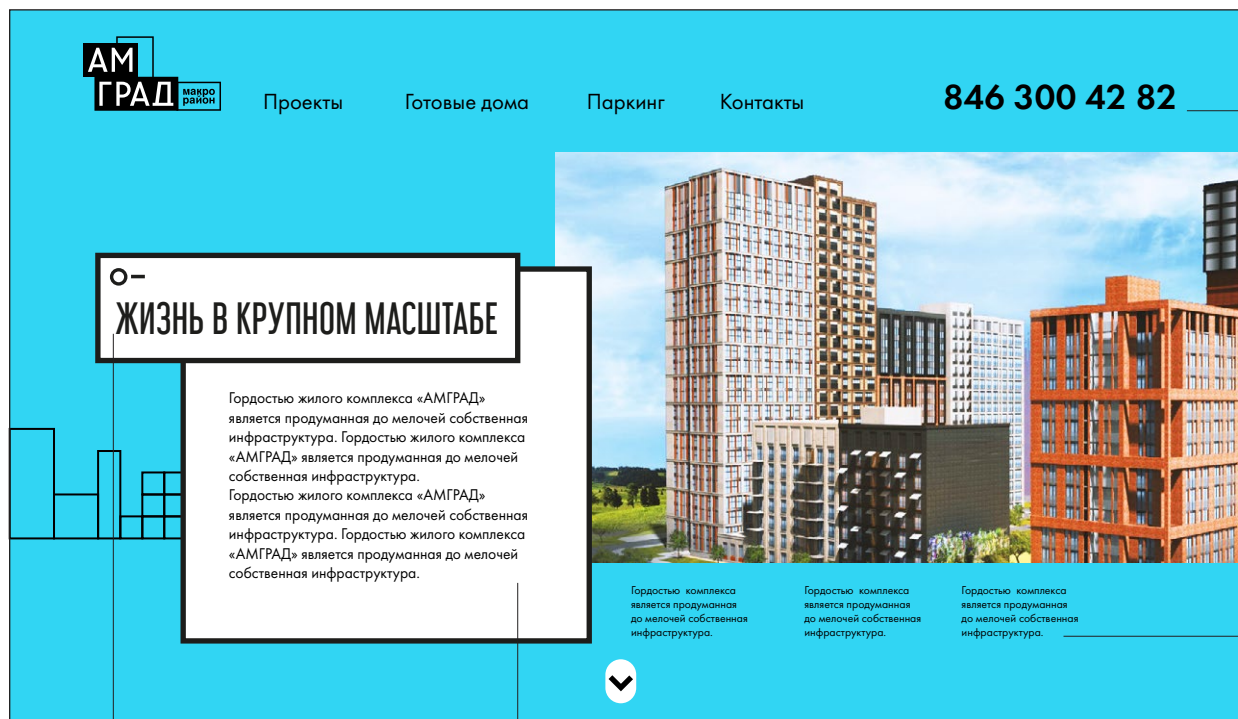 АМ
ГРАД
макро
район
Проекты
Готовые дома
Паркинг
Контакты
846 300 42 82
ЖИЗНЬ В КРУПНОМ МАСШТАБЕ
Гордостью жилого комплекса «АМГРАД»
является продуманная до мелочей собственная
инфраструктура. Гордостью жилого комплекса
«АМГРАД» является продуманная до мелочей
собственная инфраструктура.
Гордостью жилого комплекса «АМГРАД»
является продуманная до мелочей собственная
инфраструктура. Гордостью жилого комплекса
«АМГРАД» является продуманная до мелочей
собственная инфраструктура.
Гордостью комплекса
является продуманная
до мелочей собственная
инфраструктура.
Гордостью комплекса
является продуманная
до мелочей собственная
инфраструктура.
Гордостью комплекса
является продуманная
до мелочей собственная
инфраструктура.